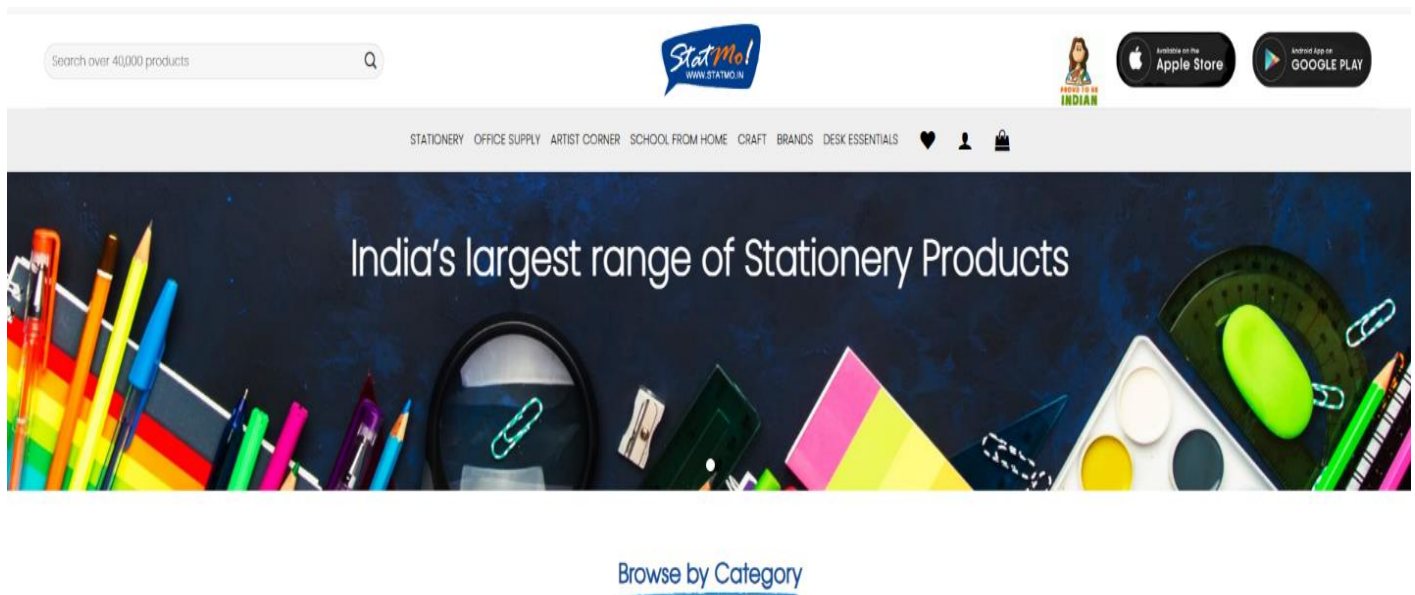 Search over 40,000 products
StatMo!
WWW.STATMO.IN
PROUD TO BE
INDIAN
Available on the
Apple Store
Android App on
GOOGLE PLAY
STATIONERY OFFICE SUPPLY ARTIST CORNER SCHOOL FROM HOME CRAFT BRANDS DESK ESSENTIALS
India's largest range of Stationery Products
Browse by Category